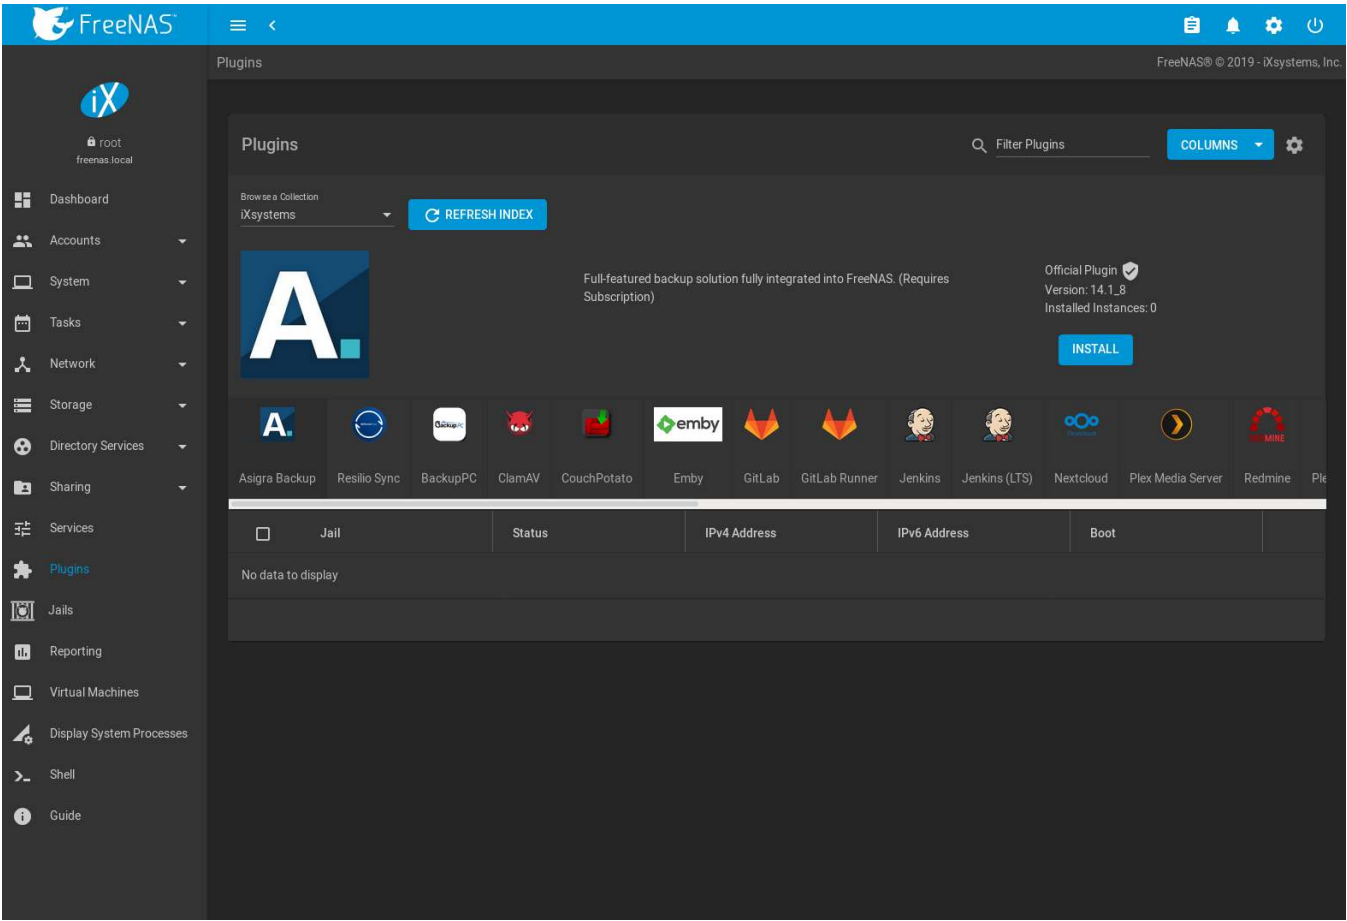 FreeNAS™
Plugins
FreeNAS® © 2019 - iXsystems, Inc.
iX
root
freenas.local
Dashboard
Accounts
System
Tasks
Network
Storage
Directory Services
Sharing
Services
Plugins
Jails
Reporting
Virtual Machines
Display System Processes
Shell
Guide
Plugins
Filter Plugins
COLUMNS
Browse a Collection
iXsystems
REFRESH INDEX
A.
Full-featured backup solution fully integrated into FreeNAS. (Requires
Subscription)
Official Plugin
Version: 14.1_8
Installed Instances: 0
INSTALL
A.
BackupPC
emby
Asigra Backup
Resilio Sync
BackupPC
ClamAV
CouchPotato
Emby
GitLab
GitLab Runner
Jenkins
Jenkins (LTS)
Nextcloud
Plex Media Server
Redmine
Ple
Jail
Status
IPv4 Address
IPv6 Address
Boot
No data to display